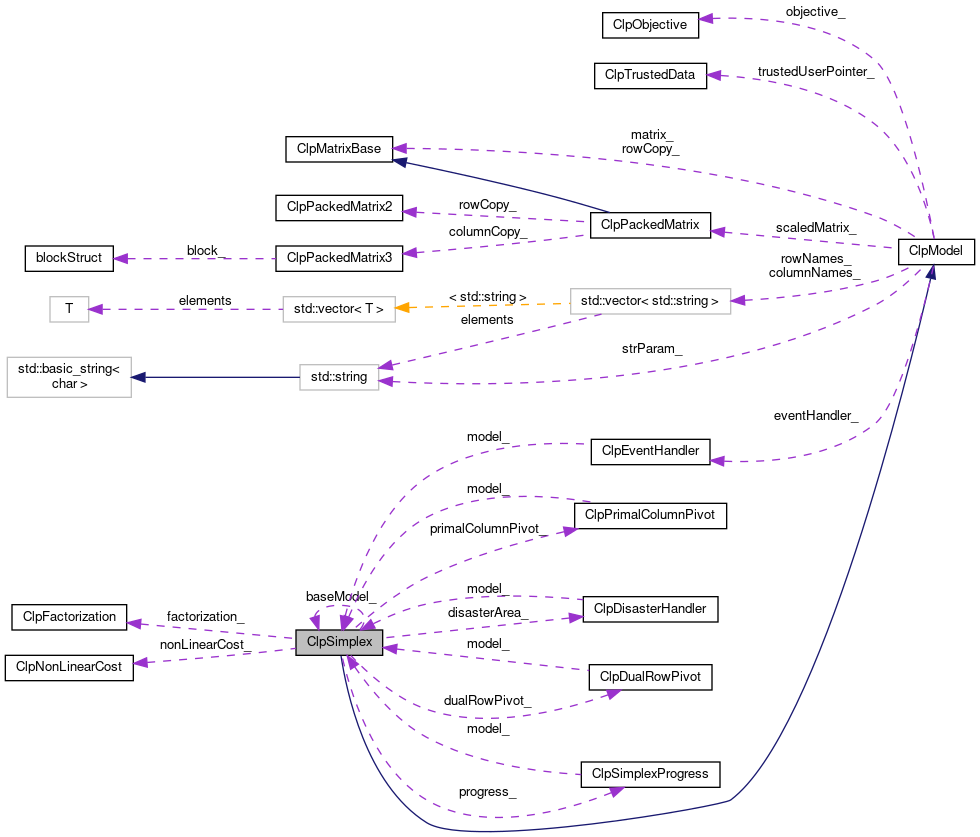 objective_
ClpObjective
trustedUserPointer_
ClpTrustedData
matrix_
rowCopy_
ClpMatrixBase
ClpPackedMatrix2
rowCopy_
ClpPackedMatrix
columnCopy_
scaledMatrix_
ClpModel
blockStruct
block_
ClpPackedMatrix3
rowNames_
columnNames_
T
elements
std::vector< T >
< std::string >
std::vector< std::string >
elements
std::basic_string<
char >
std::string
strParam_
eventHandler_
model_
ClpEventHandler
model_
ClpPrimalColumnPivot
primalColumnPivot_
baseModel_
model_
ClpDisasterHandler
disasterArea_
ClpFactorization
factorization_
ClpSimplex
nonLinearCost_
ClpNonLinearCost
model_
ClpDualRowPivot
dualRowPivot_
model_
ClpSimplexProgress
progress_